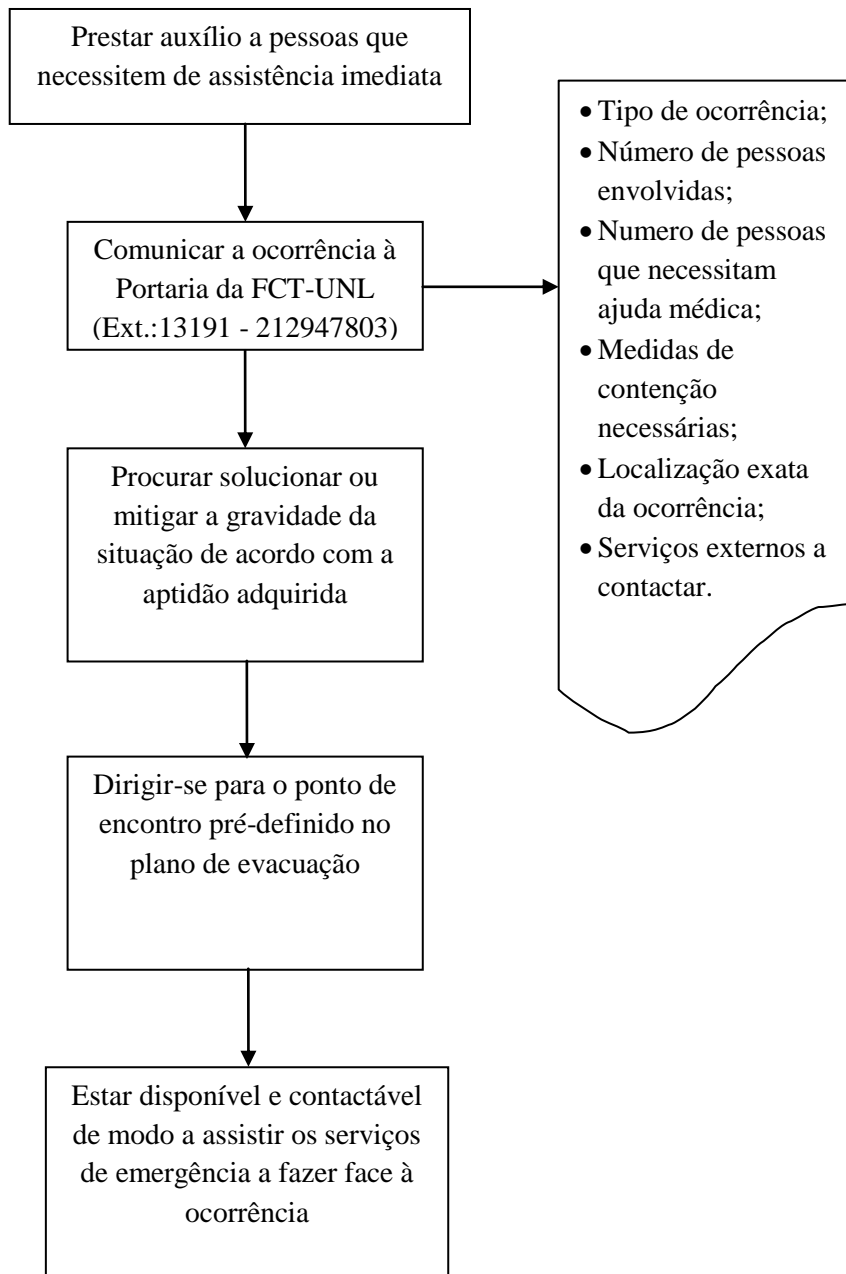 Prestar auxílio a pessoas que
necessitem de assistência imediata
Comunicar a ocorrência à
Portaria da FCT-UNL
(Ext.:13191 - 212947803)
• Tipo de ocorrência;
• Número de pessoas
envolvidas;
• Numero de pessoas
que necessitam
ajuda médica;
• Medidas de
contenção
necessárias;
• Localização exata
da ocorrência;
• Serviços externos a
contactar.
Procurar solucionar ou
mitigar a gravidade da
situação de acordo com a
aptidão adquirida
Dirigir-se para o ponto de
encontro pré-definido no
plano de evacuação
Estar disponível e contactável
de modo a assistir os serviços
de emergência a fazer face à
ocorrência